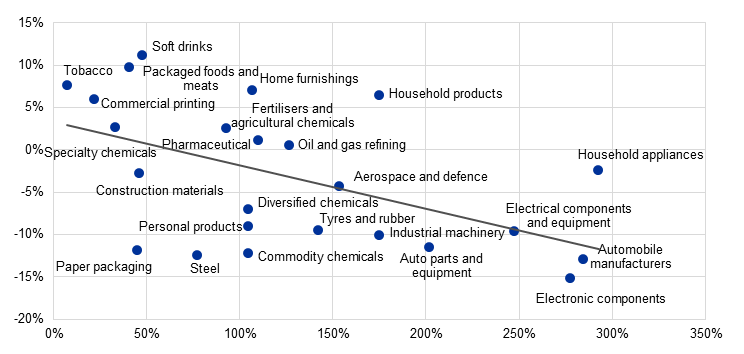 15%
Soft drinks
Tobacco
Packaged foods and
meats
Home furnishings
10%
Household products
Commercial printing
Fertilisers and
agricultural chemicals
5%
Specialty chemicals
Pharmaceutical
Oil and gas refining
0%
Household appliances
Construction materials
Aerospace and defence
-5%
Diversified chemicals
Electrical components
and equipment
Personal products
Tyres and rubber
Industrial machinery
-10%
Paper packaging
Steel
Commodity chemicals
Auto parts and
equipment
Automobile
manufacturers
-15%
Electronic components
-20%
0%
50%
100%
150%
200%
250%
300%
350%